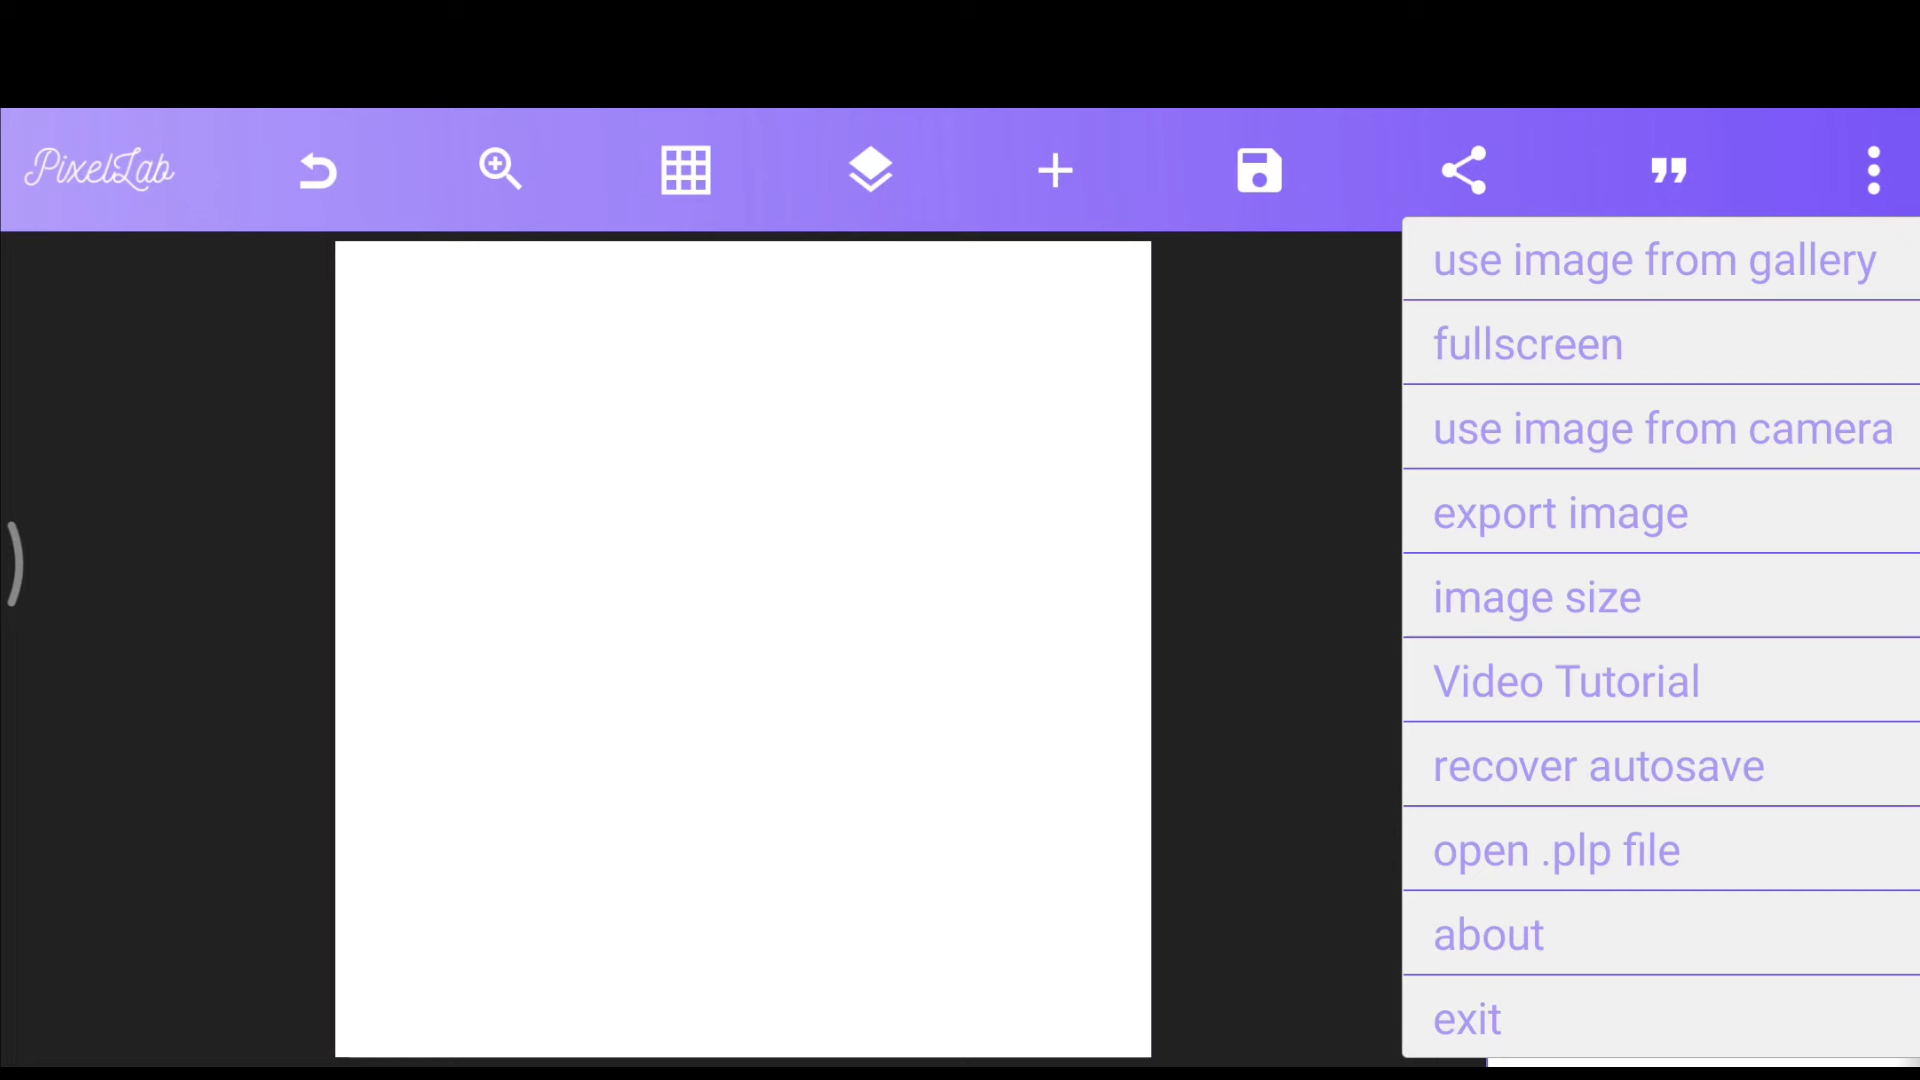 PixelLab
use image from gallery
fullscreen
use image from camera
export image
image size
Video Tutorial
recover autosave
open .plp file
about
exit